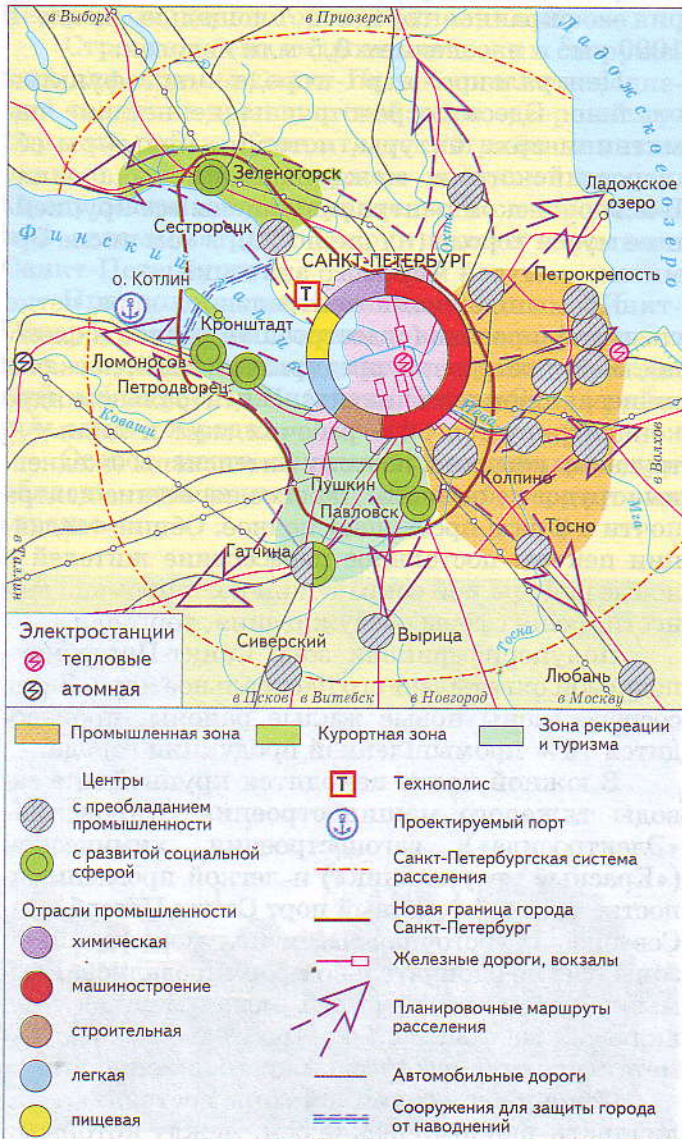 в Выборг
в Приозерск
Ладожское озеро
Зеленогорск
Ладожское
озеро
Сестрорецк
Охта
Финский залив
САНКТ-ПЕТЕРБУРГ
Т
Петрокрепость
о. Котлин
Кронштадт
Ломоносов
Петродворец
Коваши
Нева
в Волхов
Пушкин
Колпино
Павловск
Мга
Тосно
Гатчина
Электростанции
тепловые
атомная
Сиверский
Вырица
Тосна
Любань
в Псков
в Витебск
в Новгород
в Москву
Промышленная зона
Курортная зона
Зона рекреации
и туризма
Центры
с преобладанием
промышленности
с развитой социальной
сферой
Отрасли промышленности
химическая
машиностроение
строительная
легкая
пищевая
Т
Технополис
Проектируемый порт
Санкт-Петербургская система
расселения
Новая граница города
Санкт-Петербург
Железные дороги, вокзалы
Планировочные маршруты
расселения
Автомобильные дороги
Сооружения для защиты города
от наводнений